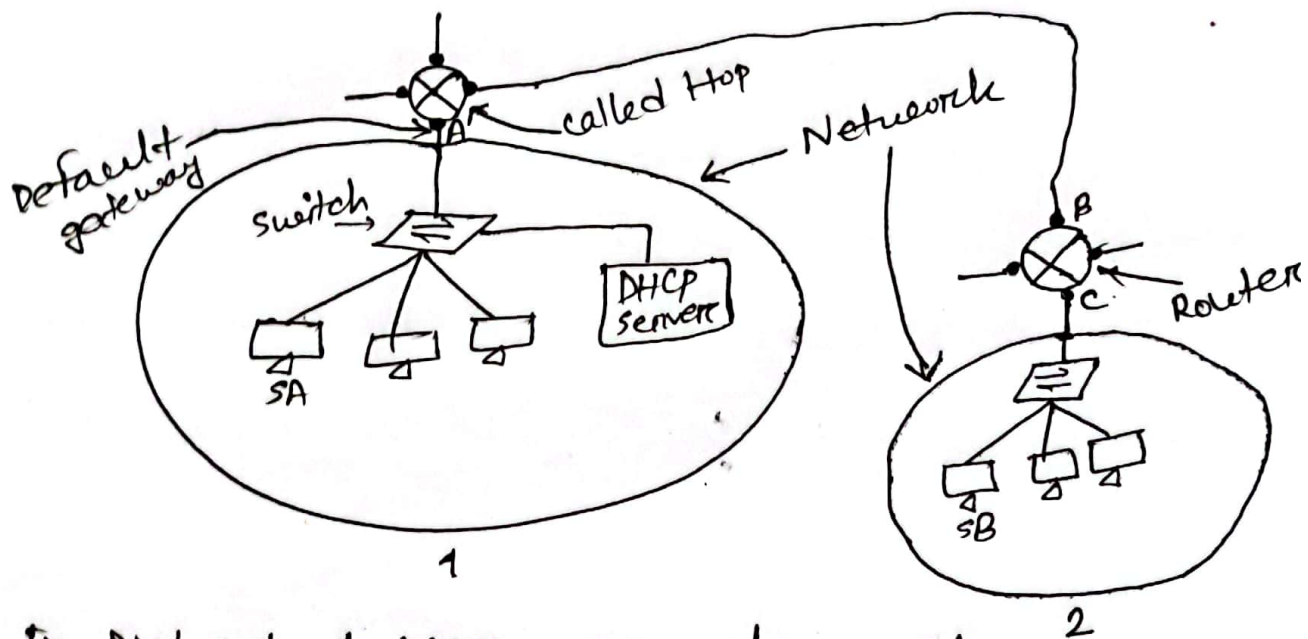 called Hop
Network
A
Default
gateway
switch
DHCP
server
SA
1
B
Router
C
SB
2